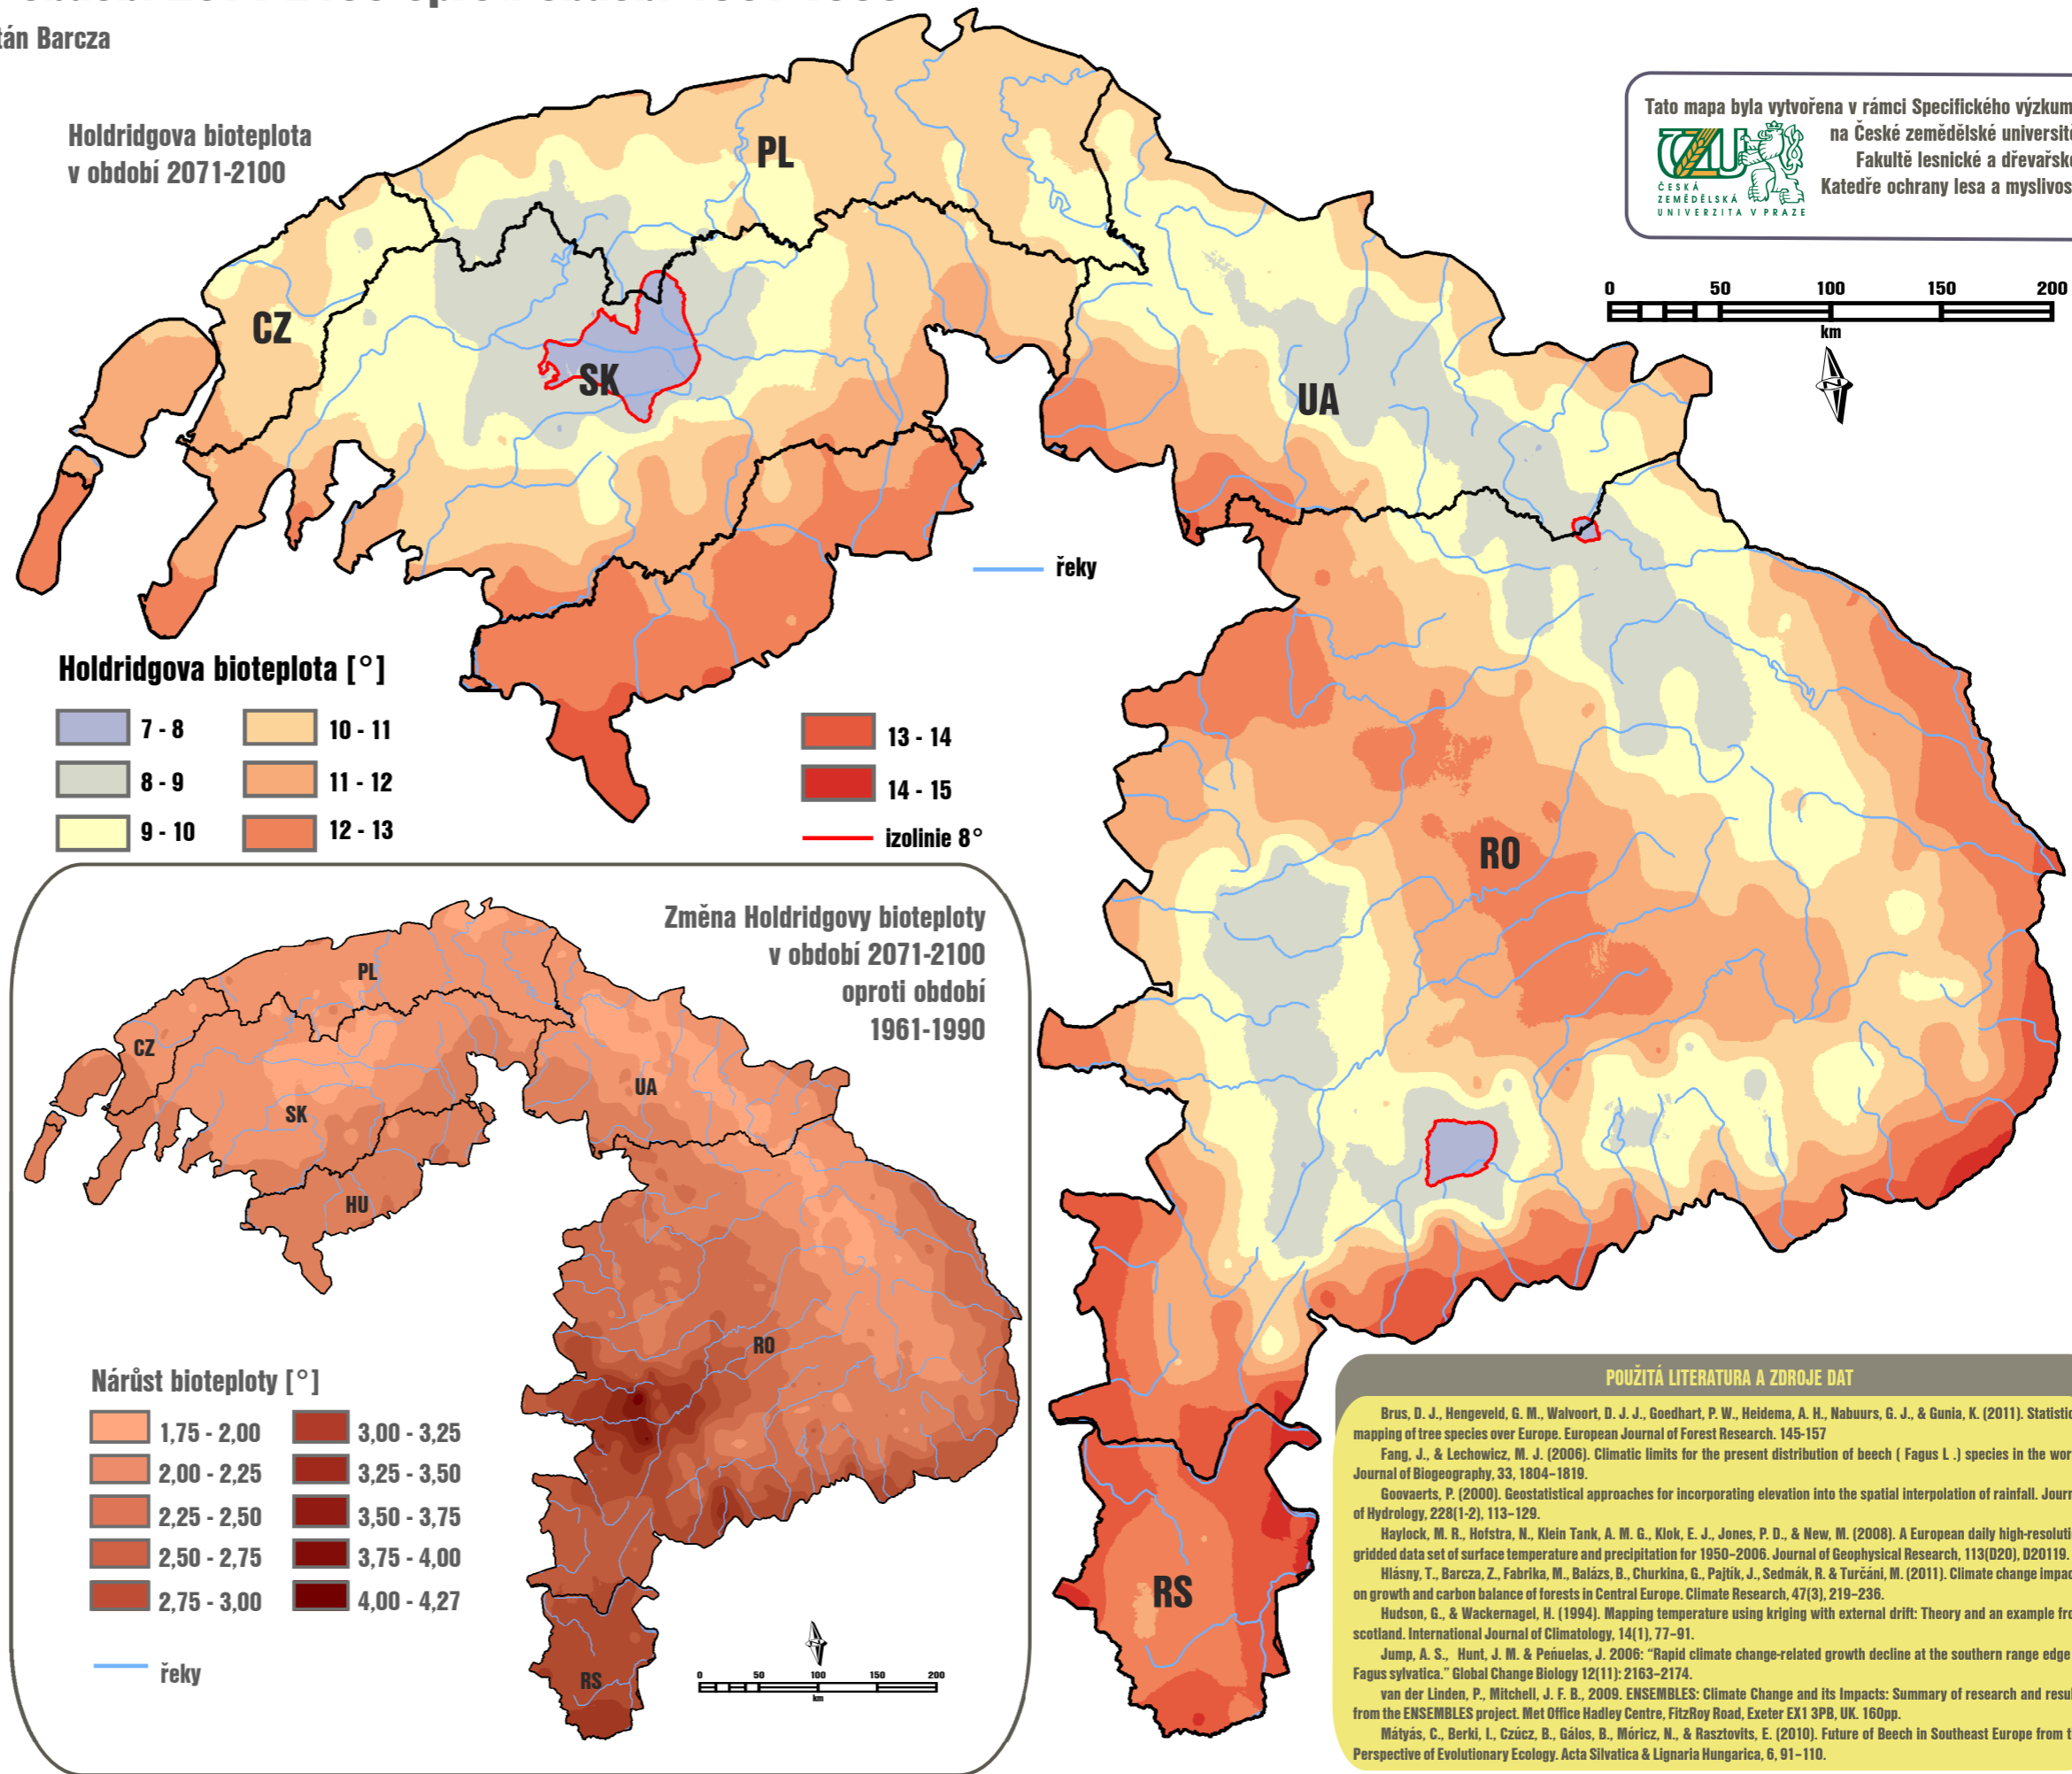 tán Barcza
Holdridgova bioteplota
v období 2071-2100
PL
CZ
SK
UA
RO
RS
Tato mapa byla vytvořena v rámci Specifického výzkum
na České zemědělské universit
Fakultě lesnické a dřevařsk
Katedře ochrany lesa a myslivos
ČZU
ČESKÁ
ZEMĚDĚLSKÁ
UNIVERZITA V PRAZE
0 50 100 150 200
km
N
řeky
Holdridgova bioteplota [°]
7 - 8
8 - 9
9 - 10
10 - 11
11 - 12
12 - 13
13 - 14
14 - 15
izolinie 8°
Změna Holdridgovy bioteploty
v období 2071-2100
oproti období
1961-1990
PL
CZ
SK
UA
HU
RO
RS
Nárůst bioteploty [°]
1,75 - 2,00
2,00 - 2,25
2,25 - 2,50
2,50 - 2,75
2,75 - 3,00
3,00 - 3,25
3,25 - 3,50
3,50 - 3,75
3,75 - 4,00
4,00 - 4,27
řeky
0 50 100 150 200
km
POUŽITÁ LITERATURA A ZDROJE DAT
Brus, D. J., Hengeveld, G. M., Walvoort, D. J. J., Goedhart, P. W., Heidema, A. H., Nabuurs, G. J., & Gunia, K. (2011). Statistic
mapping of tree species over Europe. European Journal of Forest Research. 145-157
Fang, J., & Lechowicz, M. J. (2006). Climatic limits for the present distribution of beech ( Fagus L .) species in the wor
Journal of Biogeography, 33, 1804–1819.
Goovaerts, P. (2000). Geostatistical approaches for incorporating elevation into the spatial interpolation of rainfall. Journ
of Hydrology, 228(1-2), 113–129.
Haylock, M. R., Hofstra, N., Klein Tank, A. M. G., Klok, E. J., Jones, P. D., & New, M. (2008). A European daily high-resoluti
gridded data set of surface temperature and precipitation for 1950–2006. Journal of Geophysical Research, 113(D20), D20119.
Hlásny, T., Barcza, Z., Fabrika, M., Balázs, B., Churkina, G., Pajtík, J., Sedmák, R. & Turčáni, M. (2011). Climate change impac
on growth and carbon balance of forests in Central Europe. Climate Research, 47(3), 219–236.
Hudson, G., & Wackernagel, H. (1994). Mapping temperature using kriging with external drift: Theory and an example fro
scotland. International Journal of Climatology, 14(1), 77–91.
Jump, A. S., Hunt, J. M. & Peńuelas, J. 2006: “Rapid climate change-related growth decline at the southern range edge
Fagus sylvatica.” Global Change Biology 12(11): 2163–2174.
van der Linden, P., Mitchell, J. F. B., 2009. ENSEMBLES: Climate Change and its Impacts: Summary of research and resul
from the ENSEMBLES project. Met Office Hadley Centre, FitzRoy Road, Exeter EX1 3PB, UK. 160pp.
Mátyás, C., Berki, I., Czúcz, B., Gálos, B., Móricz, N., & Rasztovits, E. (2010). Future of Beech in Southeast Europe from t
Perspective of Evolutionary Ecology. Acta Silvatica & Lignaria Hungarica, 6, 91–110.